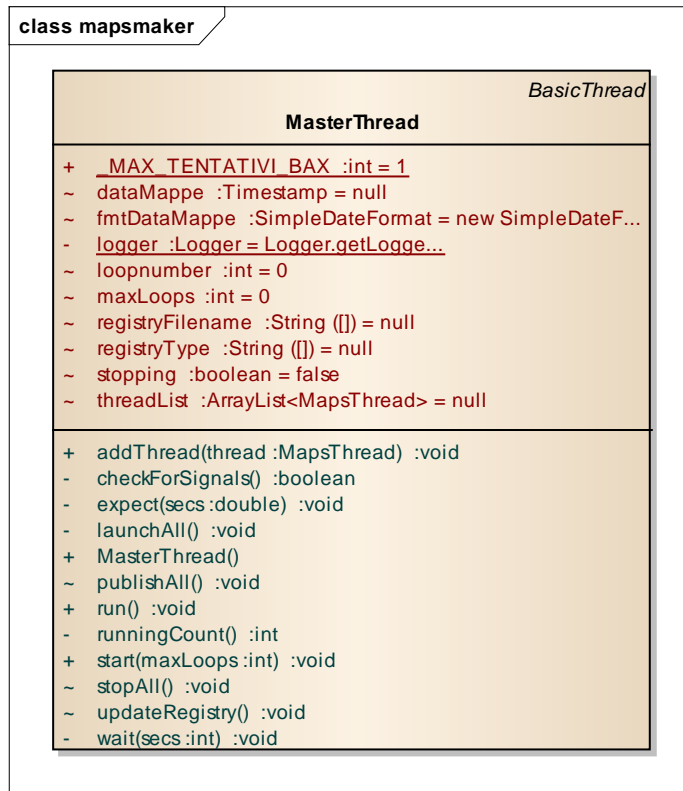 class mapsmaker
BasicThread
MasterThread
+ _MAX_TENTATIVI_BAX :int = 1
~ dataMappe :Timestamp = null
~ fmtDataMappe :SimpleDateFormat = new SimpleDateF...
- logger :Logger = Logger.getLogge...
~ loopnumber :int = 0
~ maxLoops :int = 0
~ registryFilename :String ([]) = null
~ registryType :String ([]) = null
~ stopping :boolean = false
~ threadList :ArrayList<MapsThread> = null
+ addThread(thread :MapsThread) :void
- checkForSignals() :boolean
- expect(secs :double) :void
- launchAll() :void
+ MasterThread()
~ publishAll() :void
+ run() :void
- runningCount() :int
+ start(maxLoops :int) :void
~ stopAll() :void
~ updateRegistry() :void
- wait(secs :int) :void